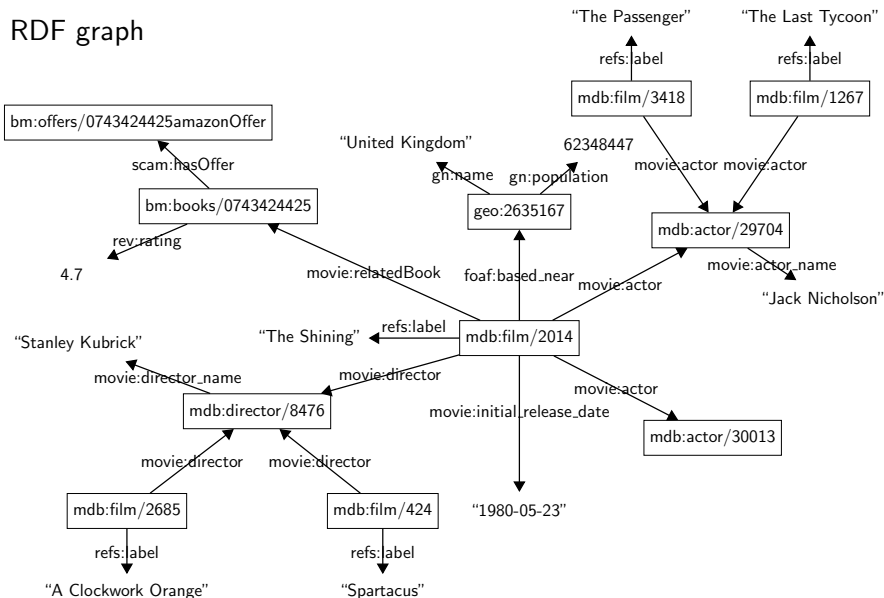 RDF graph
“The Passenger”
“The Last Tycoon”
refs:label
refs:label
mdb:film/3418
mdb:film/1267
bm:offers/0743424425amazonOffer
“United Kingdom”
62348447
scam:hasOffer
movie:actor
movie:actor
gn:name
gn:population
bm:books/0743424425
geo:2635167
mdb:actor/29704
rev:rating
4.7
movie:relatedBook
foaf:based_near
movie:actor
movie:actor_name
“Jack Nicholson”
“Stanley Kubrick”
“The Shining”
refs:label
mdb:film/2014
movie:director_name
movie:director
movie:actor
mdb:director/8476
movie:initial_release_date
mdb:actor/30013
movie:director
movie:director
mdb:film/2685
mdb:film/424
“1980-05-23”
refs:label
refs:label
“A Clockwork Orange”
“Spartacus”